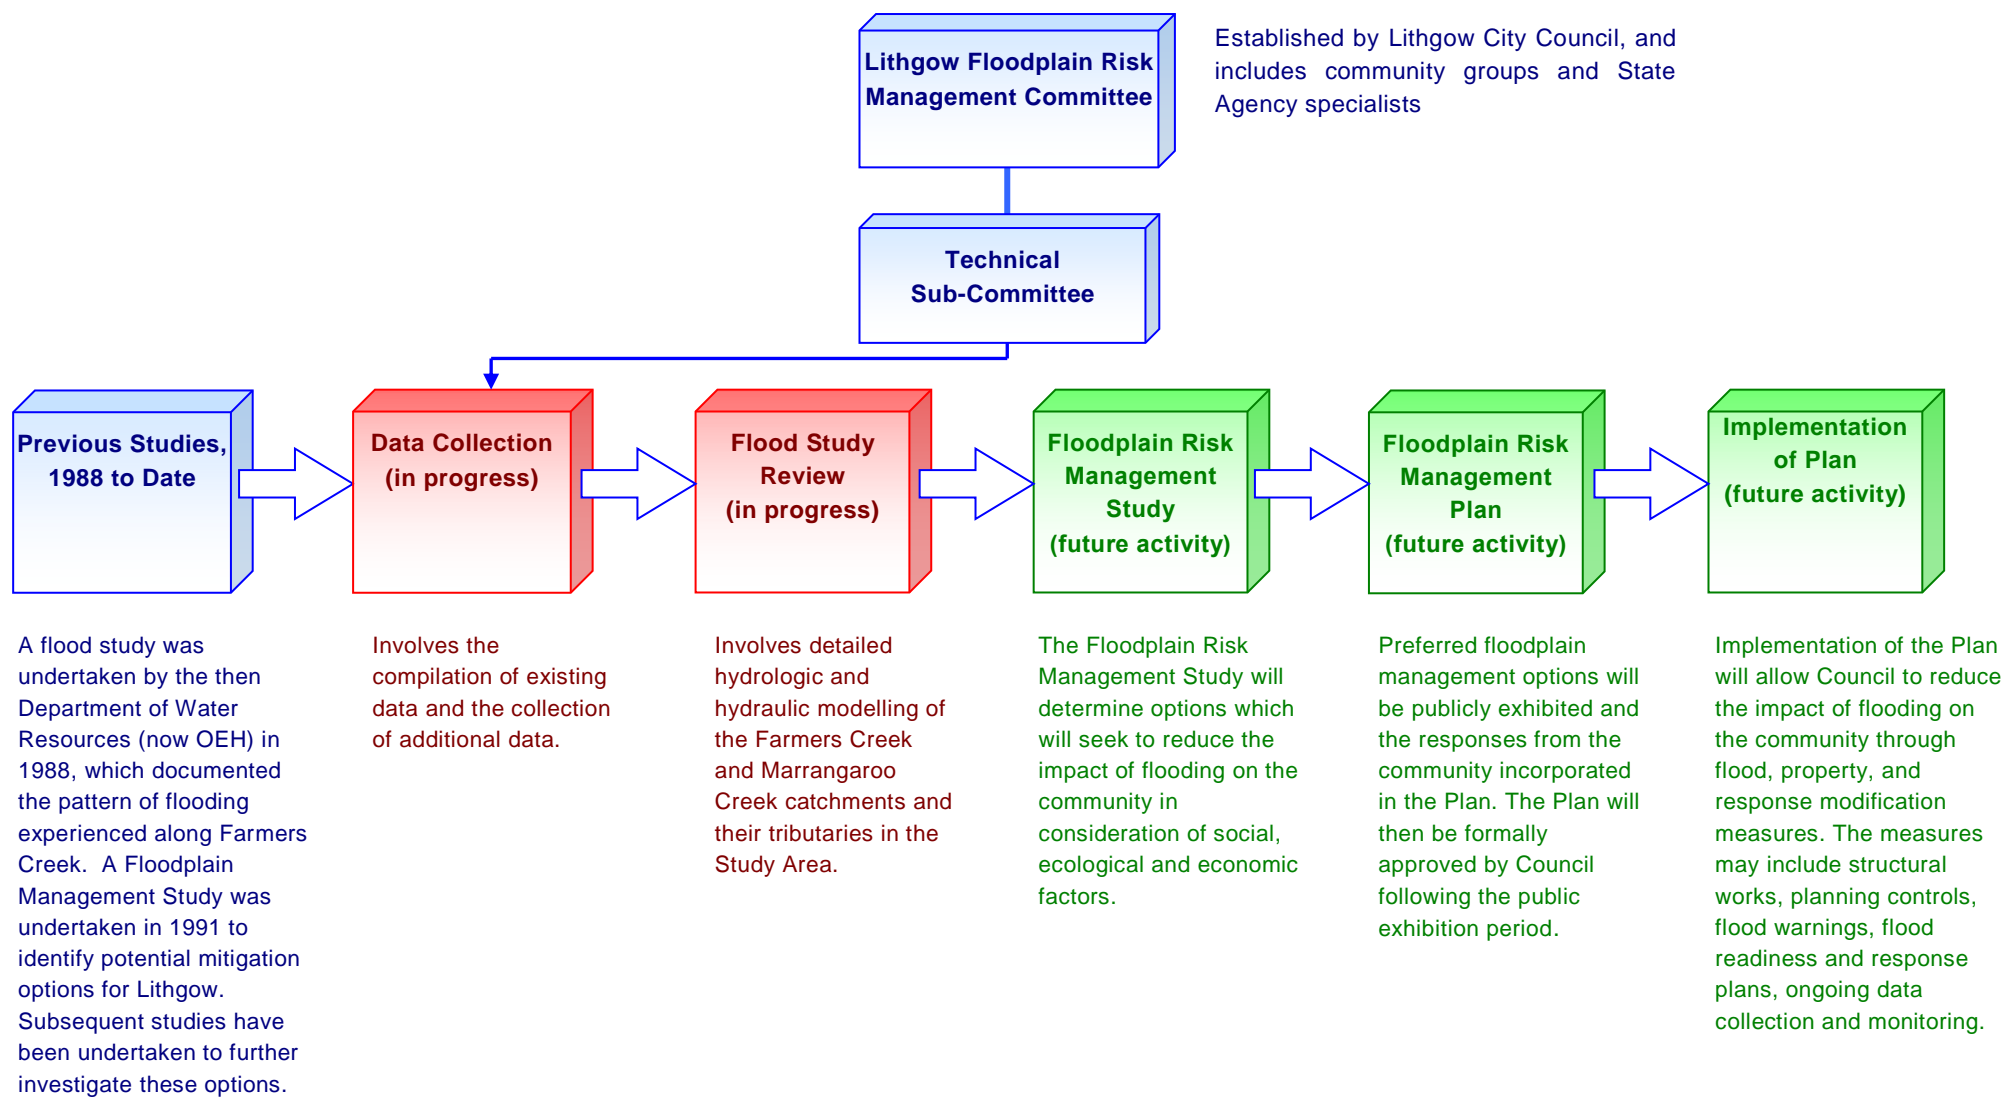 Lithgow Floodplain Risk
Management Committee
Established by Lithgow City Council, and
includes community groups and State
Agency specialists
Technical
Sub-Committee
Previous Studies,
1988 to Date
Data Collection
(in progress)
Flood Study
Review
(in progress)
Floodplain Risk
Management
Study
(future activity)
Floodplain Risk
Management
Plan
(future activity)
Implementation
of Plan
(future activity)
A flood study was
undertaken by the then
Department of Water
Resources (now OEH) in
1988, which documented
the pattern of flooding
experienced along Farmers
Creek. A Floodplain
Management Study was
undertaken in 1991 to
identify potential mitigation
options for Lithgow.
Subsequent studies have
been undertaken to further
investigate these options.
Involves the
compilation of existing
data and the collection
of additional data.
Involves detailed
hydrologic and
hydraulic modelling of
the Farmers Creek
and Marrangaroo
Creek catchments and
their tributaries in the
Study Area.
The Floodplain Risk
Management Study will
determine options which
will seek to reduce the
impact of flooding on the
community in
consideration of social,
ecological and economic
factors.
Preferred floodplain
management options will
be publicly exhibited and
the responses from the
community incorporated
in the Plan. The Plan will
then be formally
approved by Council
following the public
exhibition period.
Implementation of the Plan
will allow Council to reduce
the impact of flooding on
the community through
flood, property, and
response modification
measures. The measures
may include structural
works, planning controls,
flood warnings, flood
readiness and response
plans, ongoing data
collection and monitoring.